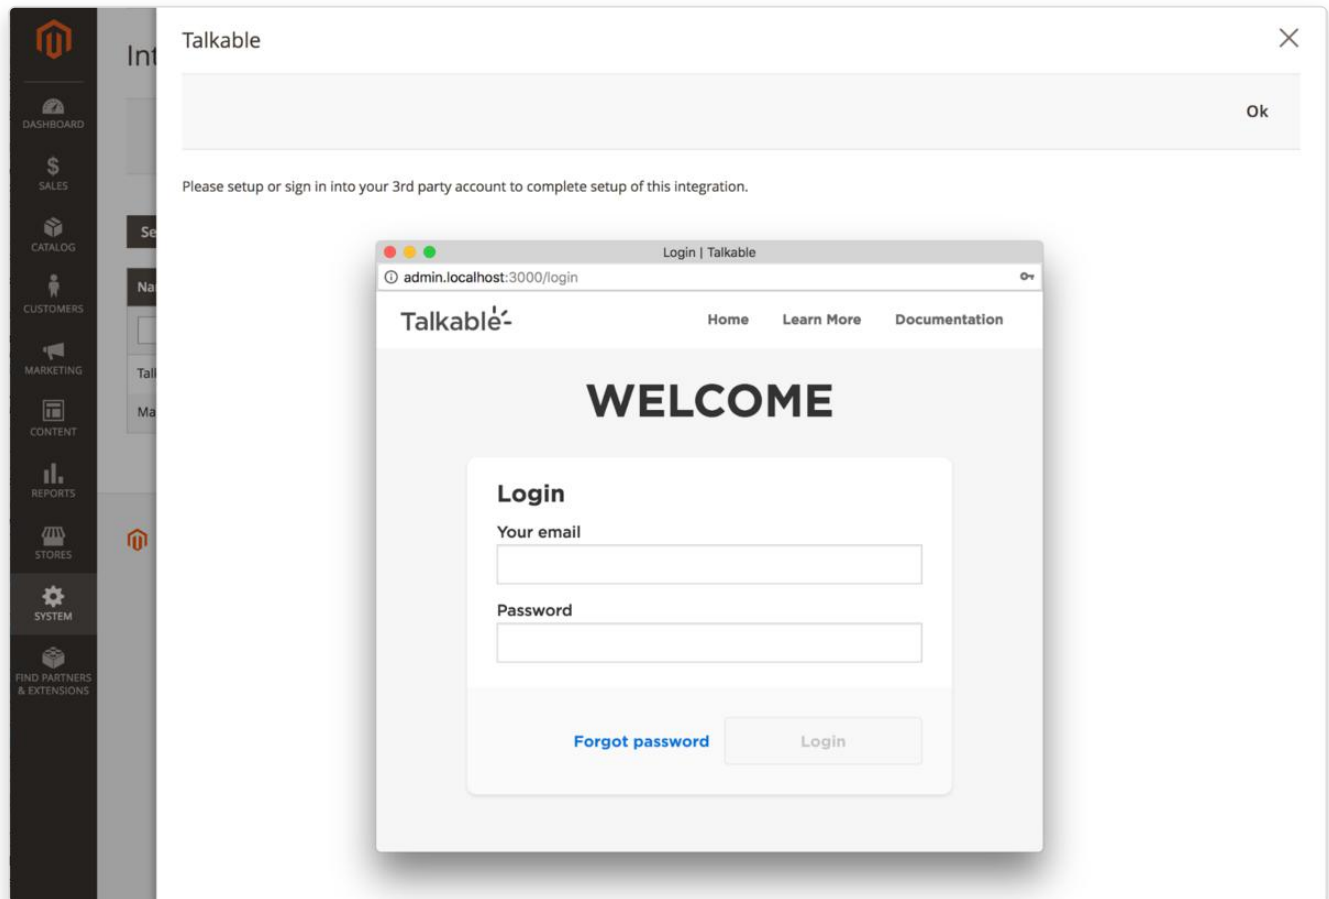 Talkable
Int
Ok
DASHBOARD
SALES
Please setup or sign in into your 3rd party account to complete setup of this integration.
CATALOG
Se
Login | Talkable
admin.localhost:3000/login
CUSTOMERS
Na
Talkable
Home Learn More Documentation
MARKETING
Talk
WELCOME
Ma
CONTENT
REPORTS
Login
Your email
STORES
SYSTEM
Password
FIND PARTNERS
& EXTENSIONS
Forgot password Login